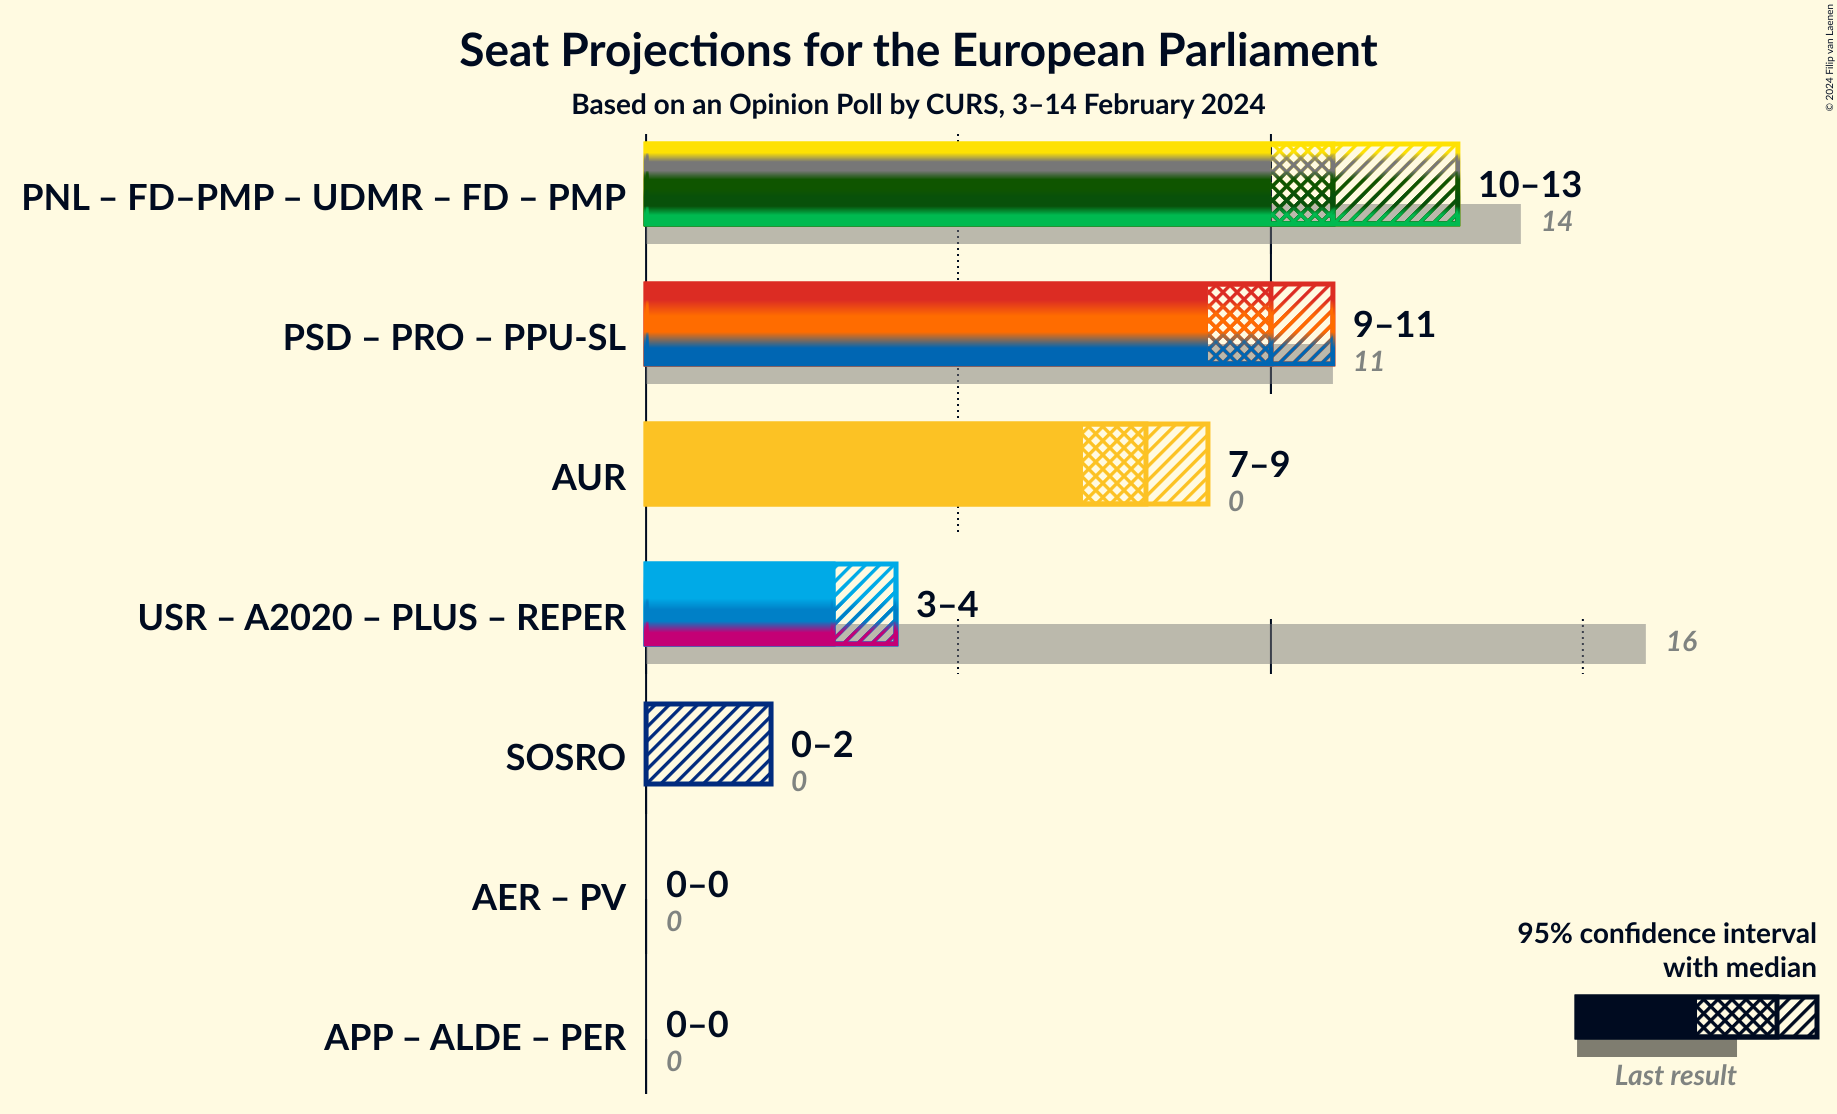 Seat Projections for the European Parliament
Based on an Opinion Poll by CURS, 3–14 February 2024
© 2024 Filip van Laenen
PNL – FD–PMP – UDMR – FD – PMP
10–13
14
PSD – PRO – PPU-SL
9–11
11
AUR
7–9
0
USR – A2020 – PLUS – REPER
3–4
16
SOSRO
0–2
0
AER – PV
0–0
0
APP – ALDE – PER
0–0
0
95% confidence interval
with median
Last result